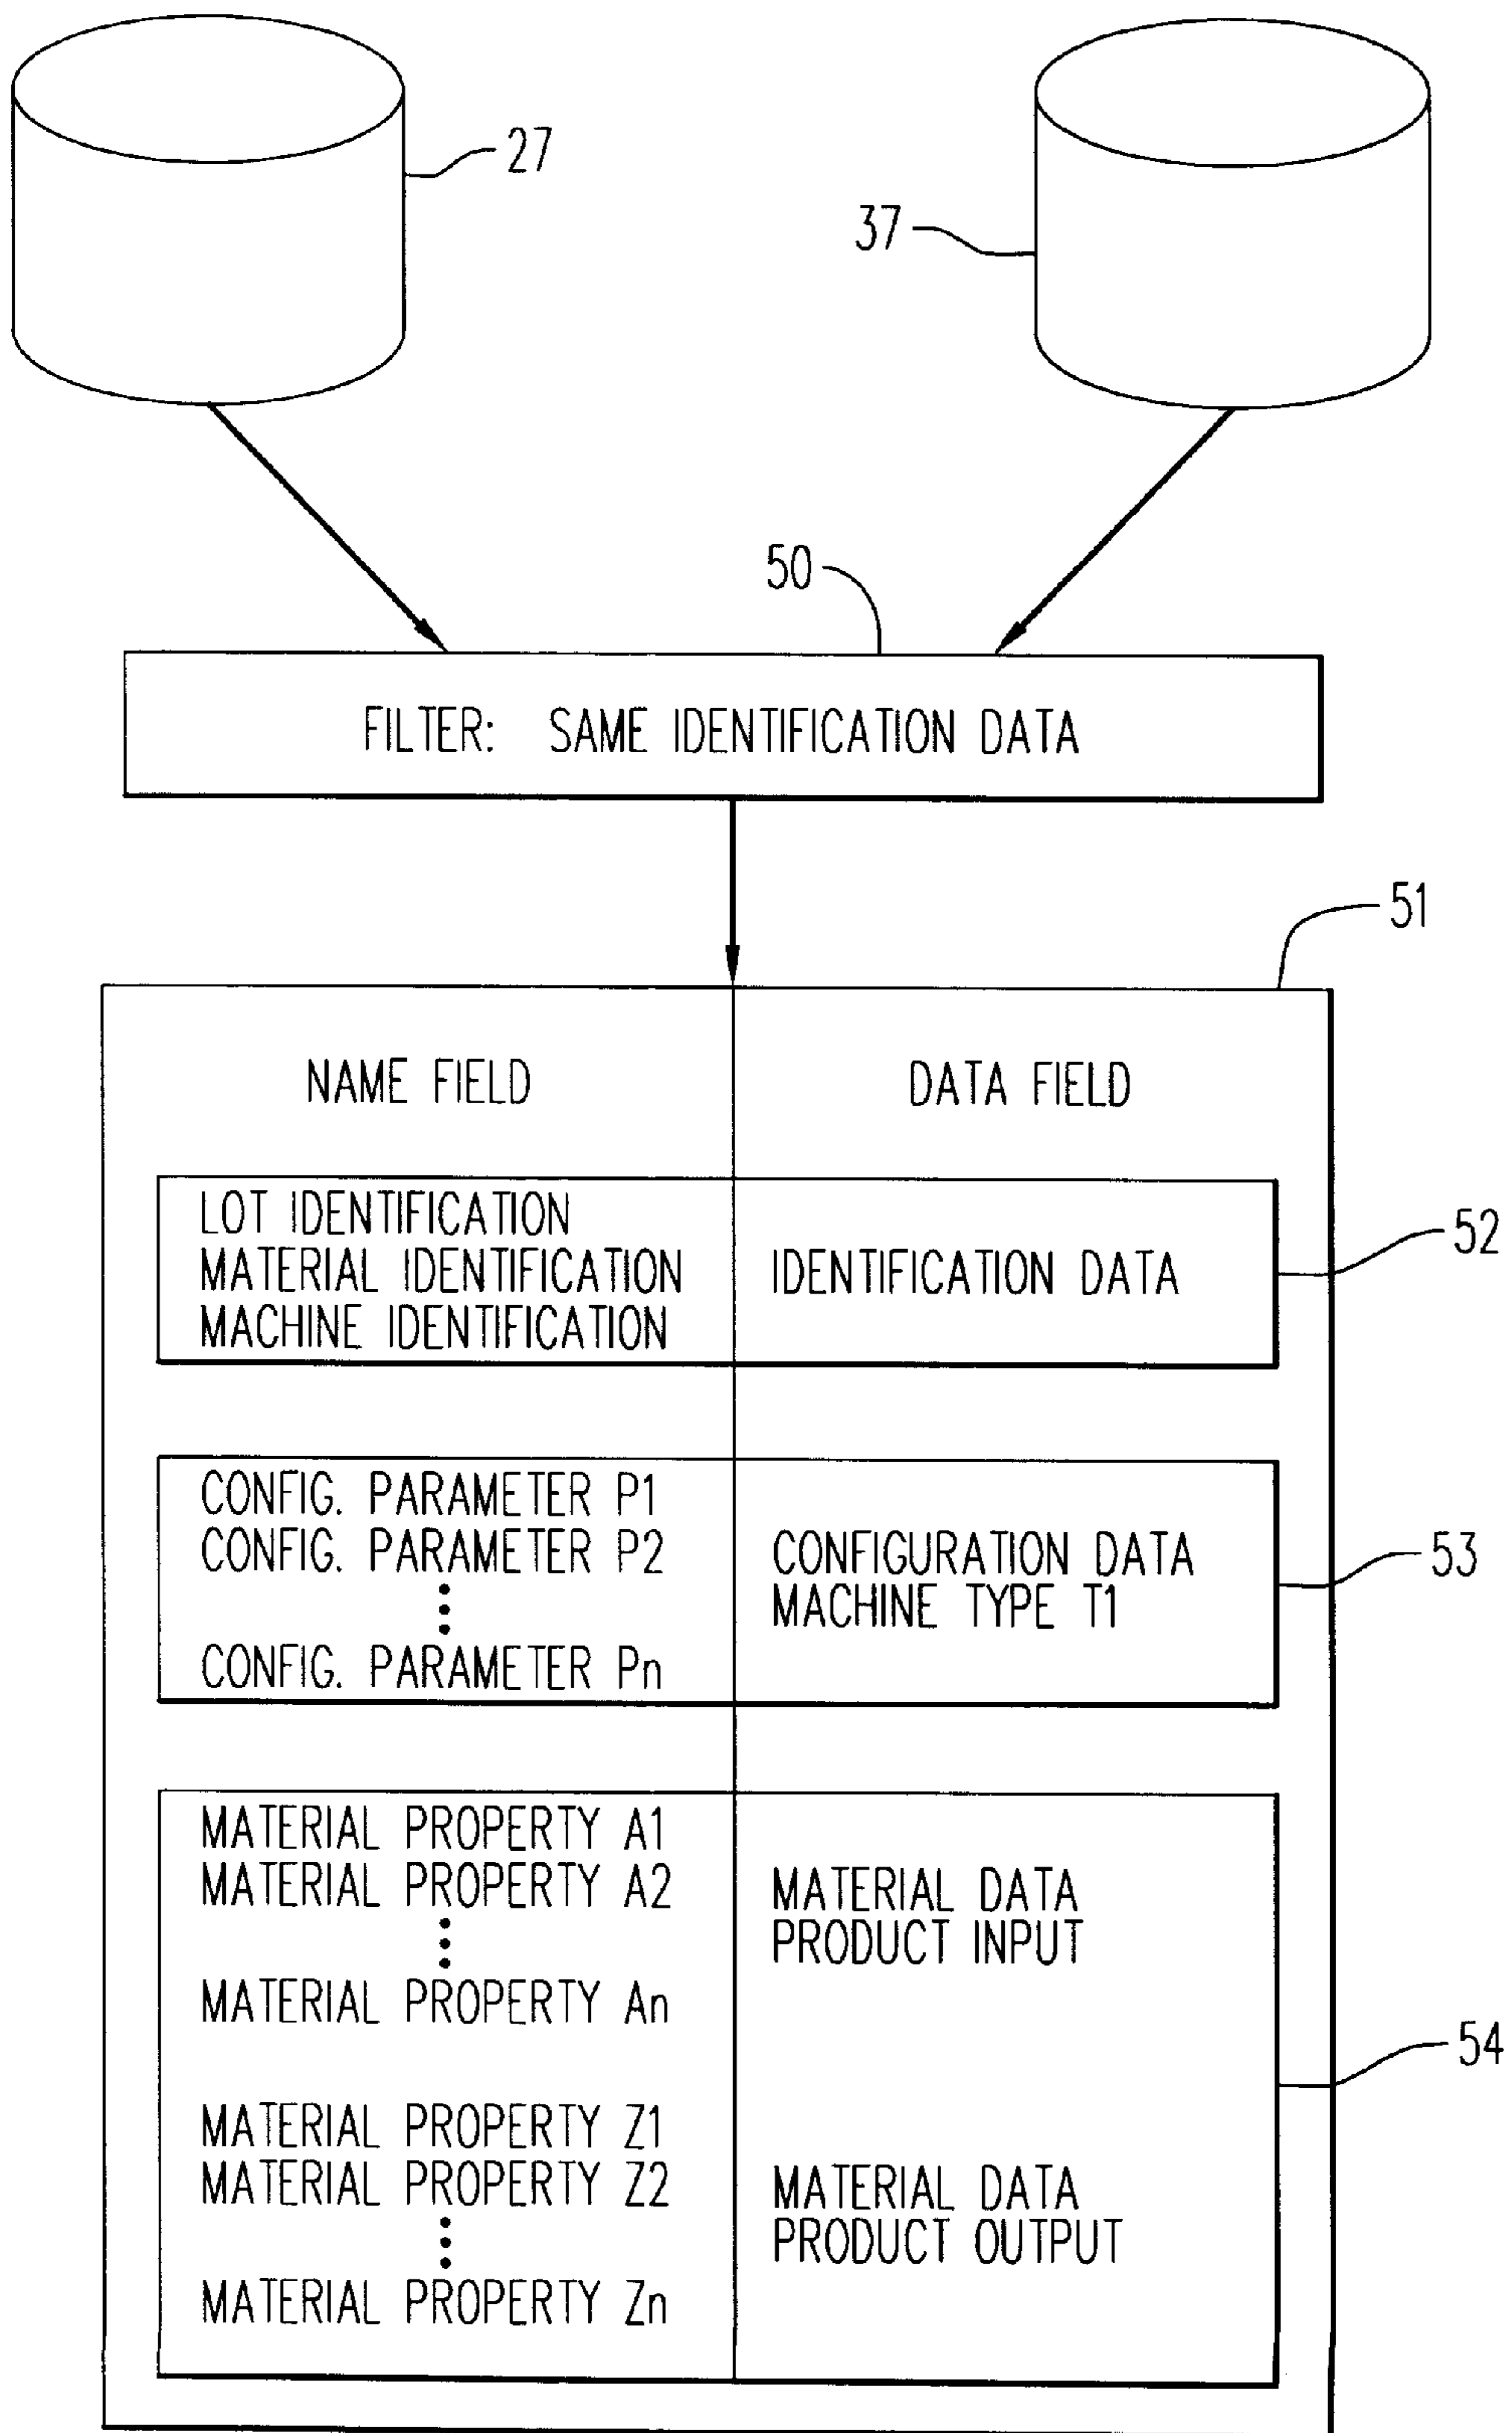 27
37
50
FILTER: SAME IDENTIFICATION DATA
51
NAME FIELD
DATA FIELD
LOT IDENTIFICATION
MATERIAL IDENTIFICATION
MACHINE IDENTIFICATION
IDENTIFICATION DATA
52
CONFIG. PARAMETER P1
CONFIG. PARAMETER P2
CONFIG. PARAMETER Pn
CONFIGURATION DATA
MACHINE TYPE T1
53
MATERIAL PROPERTY A1
MATERIAL PROPERTY A2
MATERIAL PROPERTY An
MATERIAL DATA
PRODUCT INPUT
54
MATERIAL PROPERTY Z1
MATERIAL PROPERTY Z2
MATERIAL PROPERTY Zn
MATERIAL DATA
PRODUCT OUTPUT